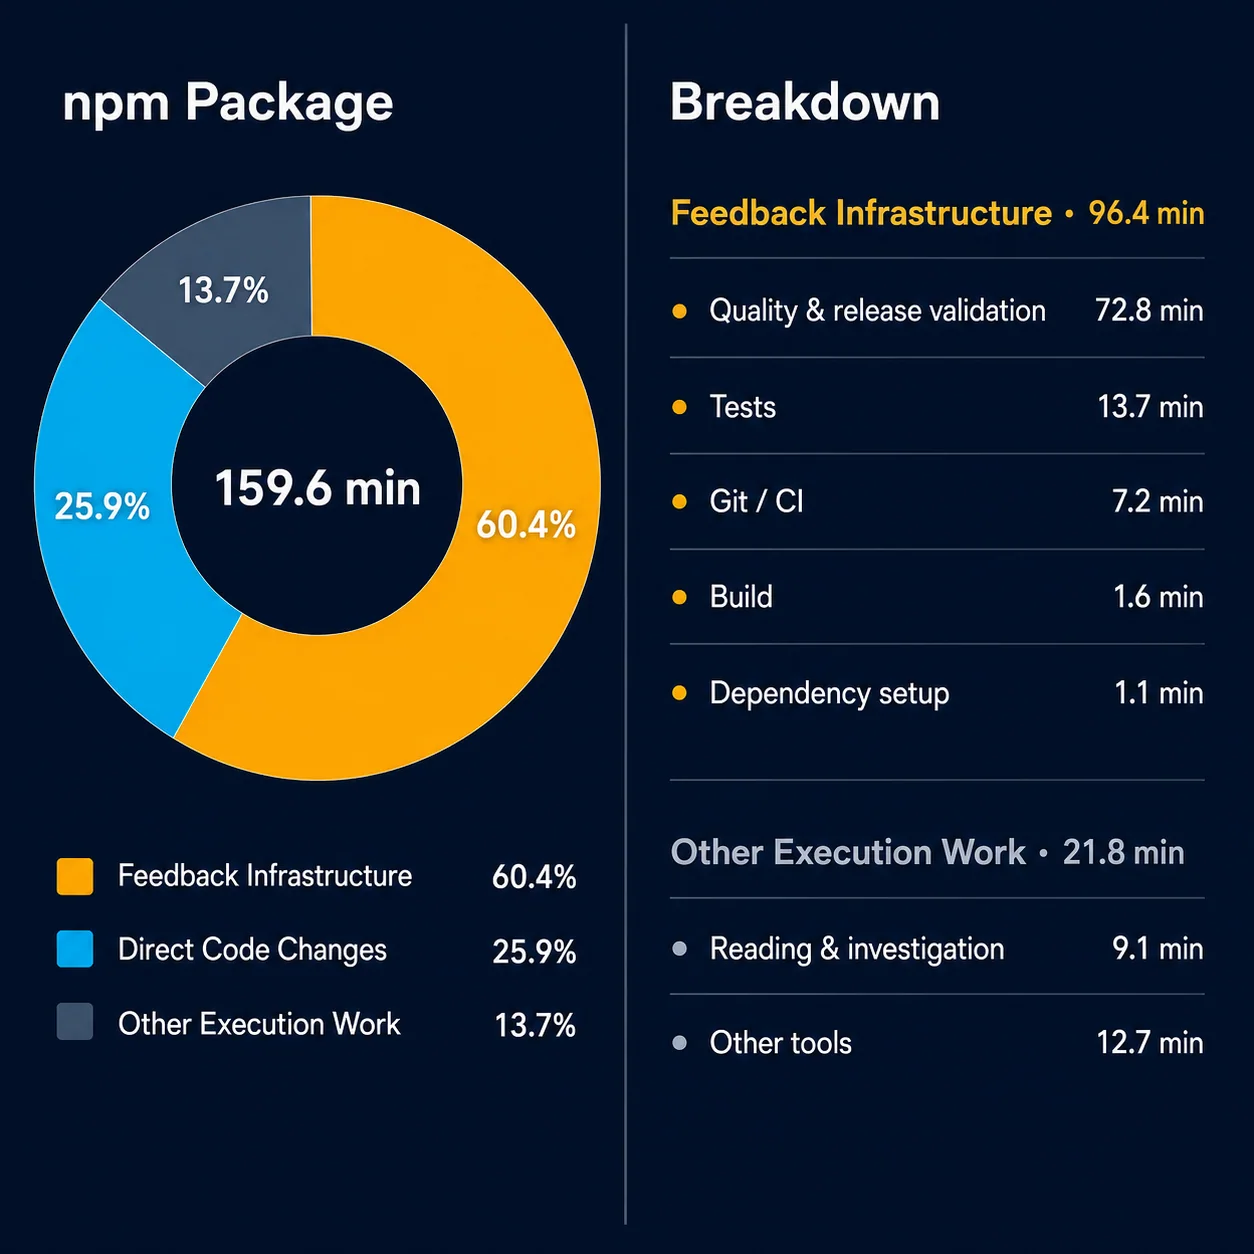 npm Package
13.7%
25.9%
159.6 min
60.4%
Feedback Infrastructure 60.4%
Direct Code Changes 25.9%
Other Execution Work 13.7%
Breakdown
Feedback Infrastructure • 96.4 min
Quality & release validation 72.8 min
Tests 13.7 min
Git / CI 7.2 min
Build 1.6 min
Dependency setup 1.1 min
Other Execution Work • 21.8 min
Reading & investigation 9.1 min
Other tools 12.7 min